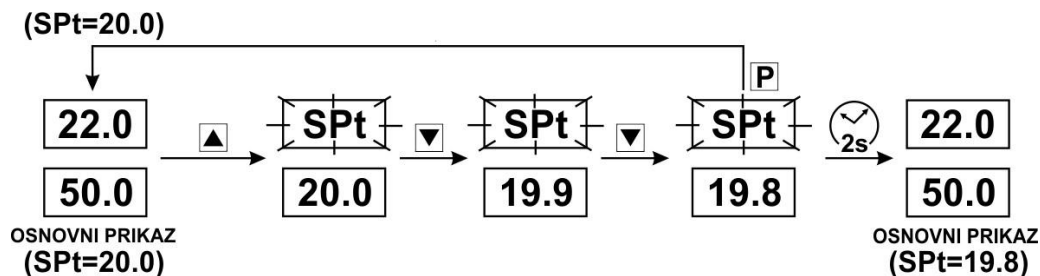 (SPt=20.0)
P
22.0 SPt SPt SPt 22.0
2s
50.0 20.0 19.9 19.8 50.0
OSNOVNI PRIKAZ OSNOVNI PRIKAZ
(SPt=20.0) (SPt=19.8)